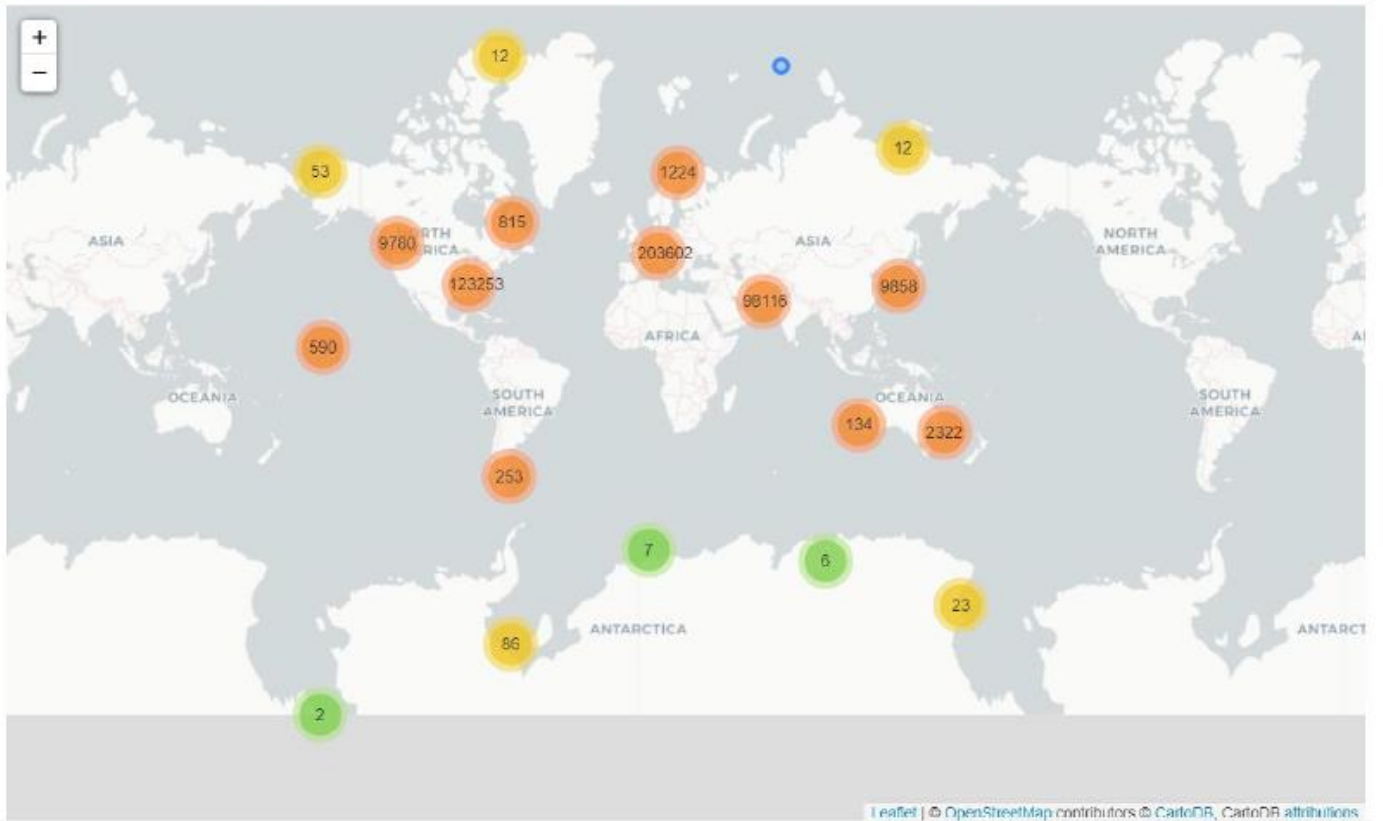 +
12
−
12
53
1224
815
ASIA
9780
RTH
RICA
203602
ASIA
NORTH
AMERICA
123253
98116
9858
590
AFRICA
A
OCEANIA
SOUTH
AMERICA
OCEANIA
SOUTH
AMERICA
134
2322
253
7
6
23
86
ANTARCTICA
ANTARCT
2
Leaflet | © OpenStreetMap contributors © CartoDB, CartoDB attributions